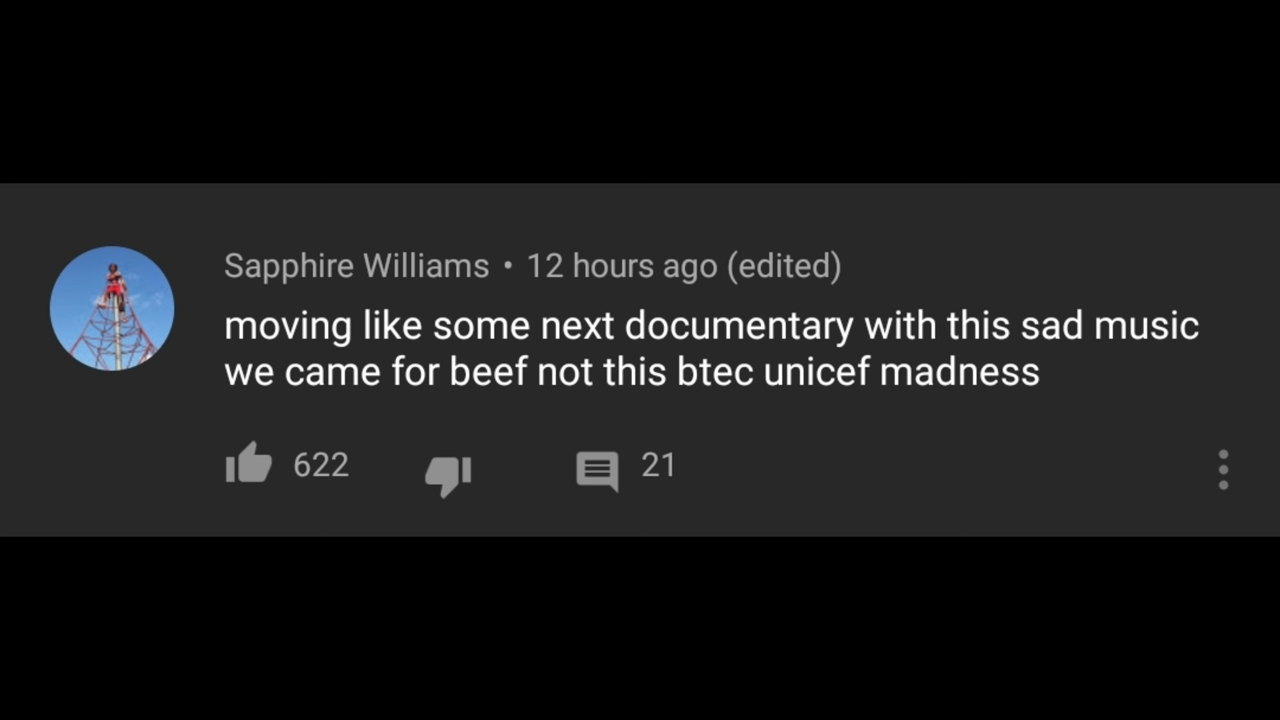 Sapphire Williams • 12 hours ago (edited)
moving like some next documentary with this sad music
we came for beef not this btec unicef madness
622 21